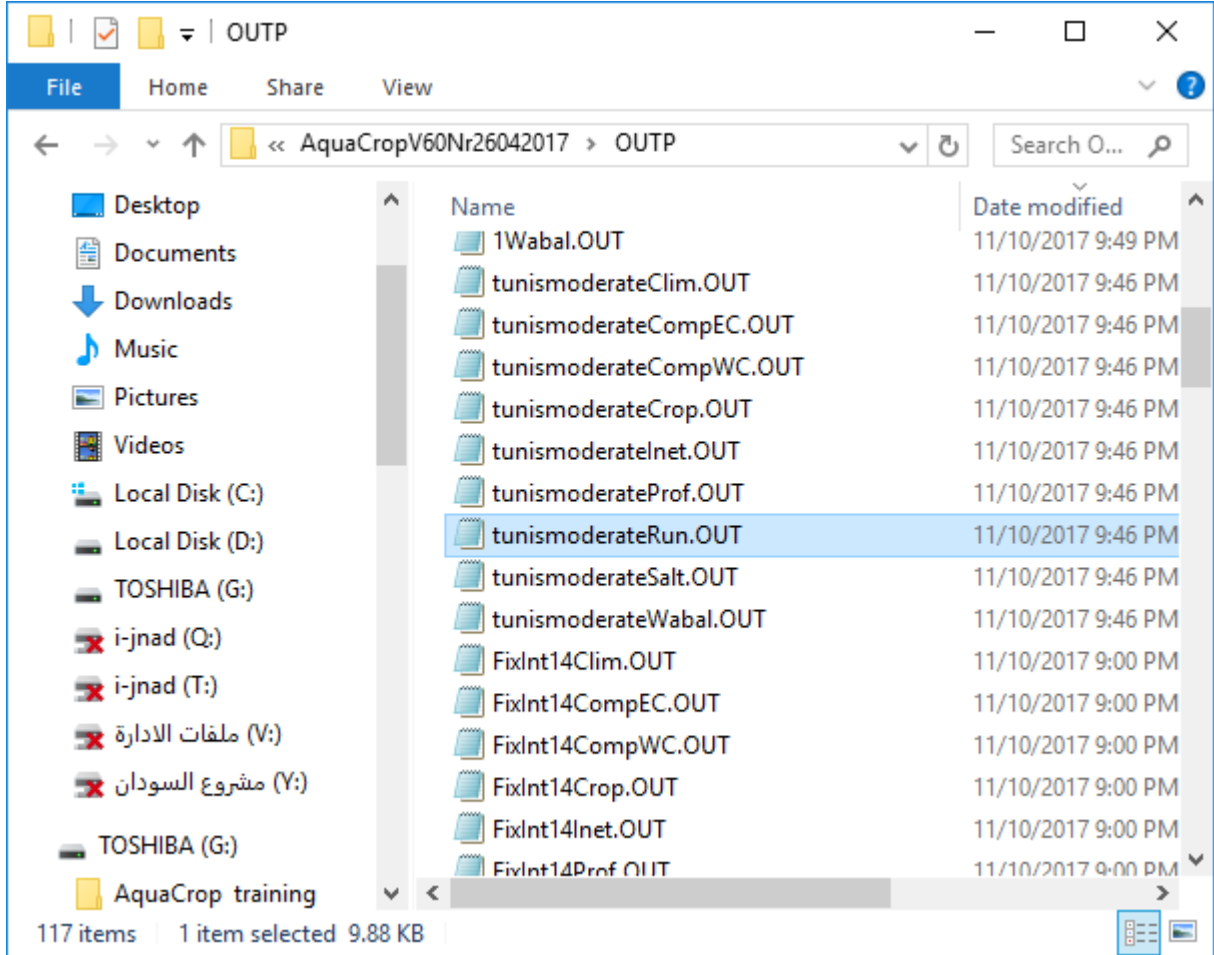 OUTP
File Home Share View
« AquaCropV60Nr26042017 › OUTP Search O...
Desktop
Documents
Downloads
Music
Pictures
Videos
Local Disk (C:)
Local Disk (D:)
TOSHIBA (G:)
i-jnad (Q:)
i-jnad (T:)
ملفات الادارة (V:)
مشروع السودان (Y:)
TOSHIBA (G:)
AquaCrop training
Name Date modified
1Wabal.OUT 11/10/2017 9:49 PM
tunismoderateClim.OUT 11/10/2017 9:46 PM
tunismoderateCompEC.OUT 11/10/2017 9:46 PM
tunismoderateCompWC.OUT 11/10/2017 9:46 PM
tunismoderateCrop.OUT 11/10/2017 9:46 PM
tunismoderateInet.OUT 11/10/2017 9:46 PM
tunismoderateProf.OUT 11/10/2017 9:46 PM
tunismoderateRun.OUT 11/10/2017 9:46 PM
tunismoderateSalt.OUT 11/10/2017 9:46 PM
tunismoderateWabal.OUT 11/10/2017 9:46 PM
FixInt14Clim.OUT 11/10/2017 9:00 PM
FixInt14CompEC.OUT 11/10/2017 9:00 PM
FixInt14CompWC.OUT 11/10/2017 9:00 PM
FixInt14Crop.OUT 11/10/2017 9:00 PM
FixInt14Inet.OUT 11/10/2017 9:00 PM
FixInt14Prof.OUT 11/10/2017 9:00 PM
117 items 1 item selected 9.88 KB